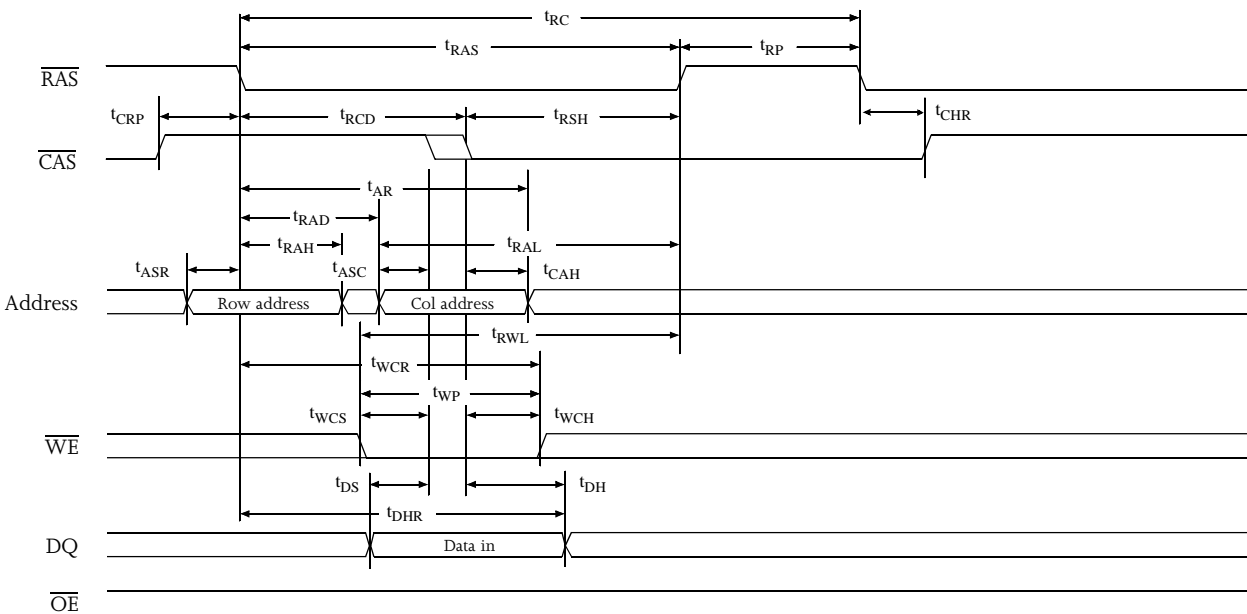 tRC
tRAS
tRP
RAS
tCRP
tRCD
tRSH
tCHR
CAS
tAR
tRAD
tRAH
tRAL
tASR
tASC
tCAH
Address
Row address
Col address
tRWL
tWCR
tWP
tWCS
tWCH
WE
tDS
tDH
tDHR
DQ
Data in
OE